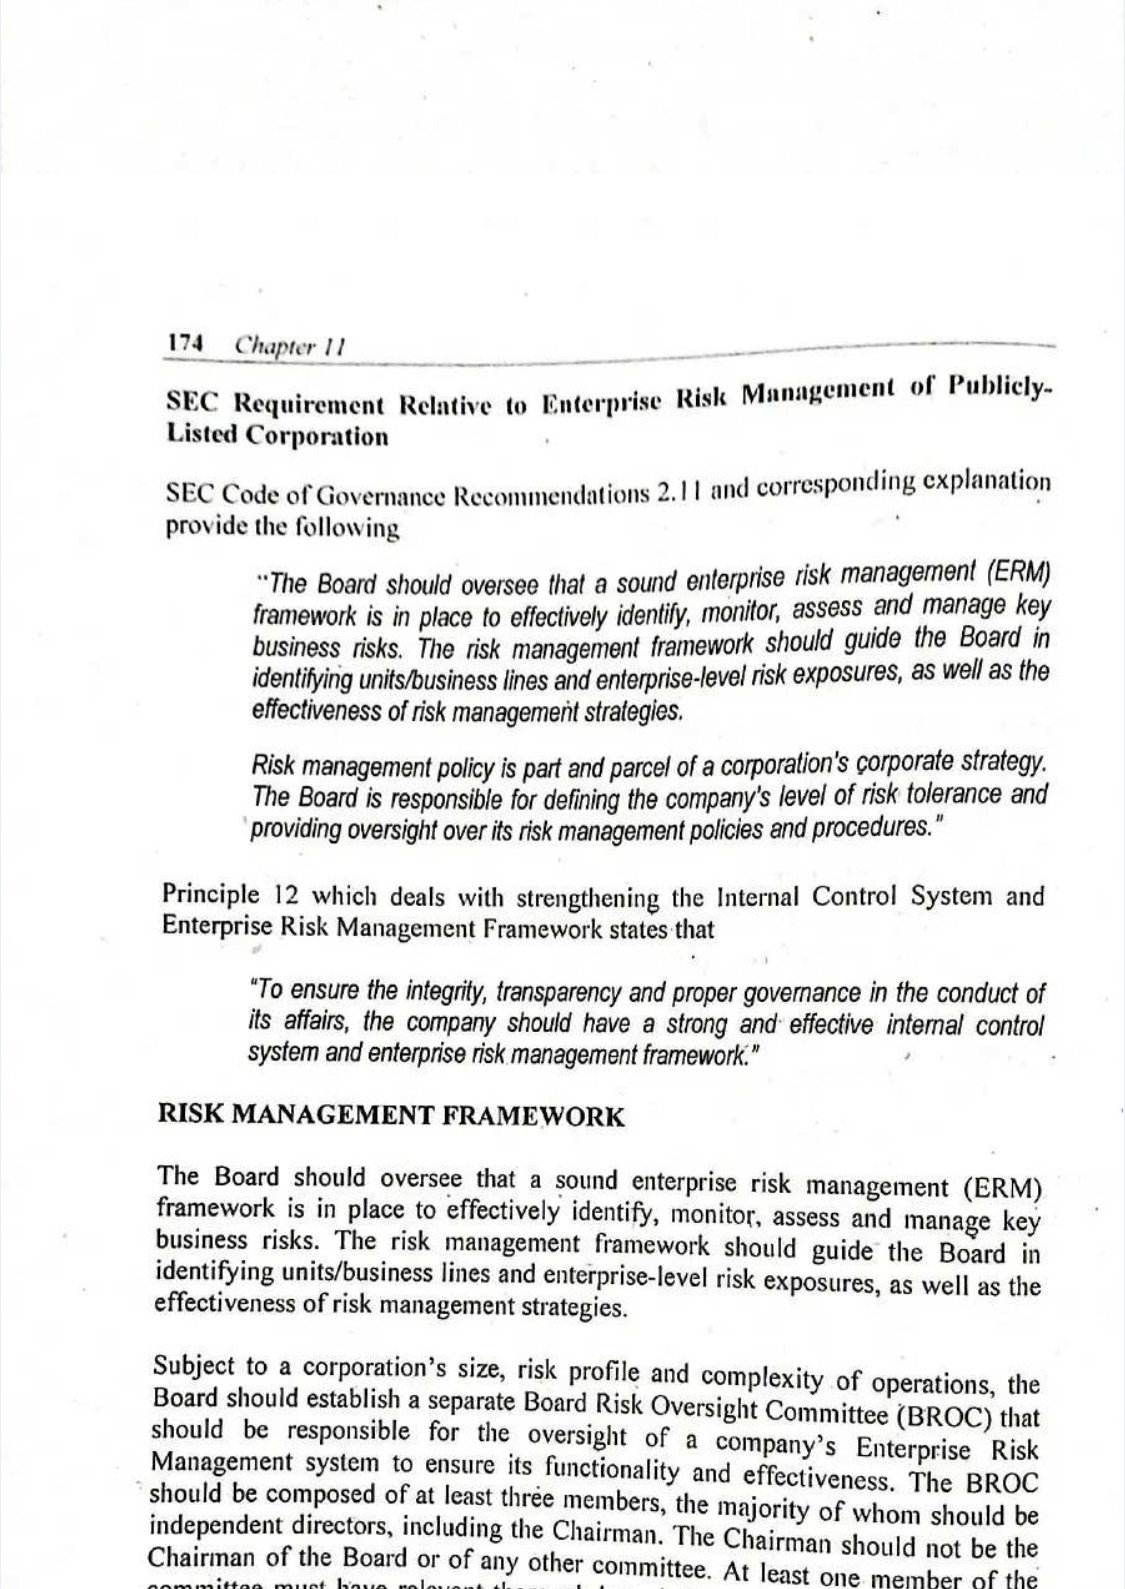 174 Chapter 11
SEC Requirement Relative to Enterprise Risk Management of Publicly-
Listed Corporation
SEC Code of Governance Recommendations 2.11 and corresponding explanation
provide the following
"The Board should oversee that a sound enterprise risk management (ERM)
framework is in place to effectively identify, monitor, assess and manage key
business risks. The risk management framework should guide the Board in
identifying units/business lines and enterprise-level risk exposures, as well as the
effectiveness of risk management strategies.
Risk management policy is part and parcel of a corporation's corporate strategy.
The Board is responsible for defining the company's level of risk tolerance and
providing oversight over its risk management policies and procedures."
Principle 12 which deals with strengthening the Internal Control System and
Enterprise Risk Management Framework states that
"To ensure the integrity, transparency and proper governance in the conduct of
its affairs, the company should have a strong and effective internal control
system and enterprise risk management framework."
RISK MANAGEMENT FRAMEWORK
The Board should oversee that a sound enterprise risk management (ERM)
framework is in place to effectively identify, monitor, assess and manage key
business risks. The risk management framework should guide the Board in
identifying units/business lines and enterprise-level risk exposures, as well as the
effectiveness of risk management strategies.
Subject to a corporation's size, risk profile and complexity of operations, the
Board should establish a separate Board Risk Oversight Committee (BROC) that
should be responsible for the oversight of a company's Enterprise Risk
Management system to ensure its functionality and effectiveness. The BROC
should be composed of at least three members, the majority of whom should be
independent directors, including the Chairman. The Chairman should not be the
Chairman of the Board or of any other committee. At least one member of the
committee must have relevant